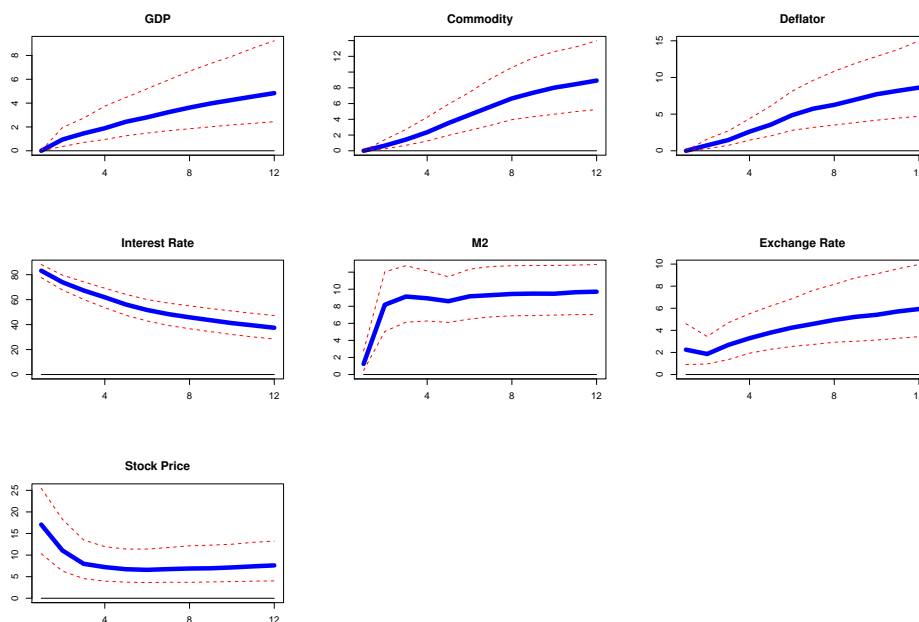 GDP
Commodity
Deflator
0 2 4 6 8
0 2 4 6 8 10 14
0 5 10 15
4 8 12
4 8 12
4 8 12
Interest Rate
M2
Exchange Rate
0 20 40 60 80
0 2 4 6 8 10
0 2 4 6 8 10
4 8 12
4 8 12
4 8 12
Stock Price
0 5 10 15 20 25
4 8 12